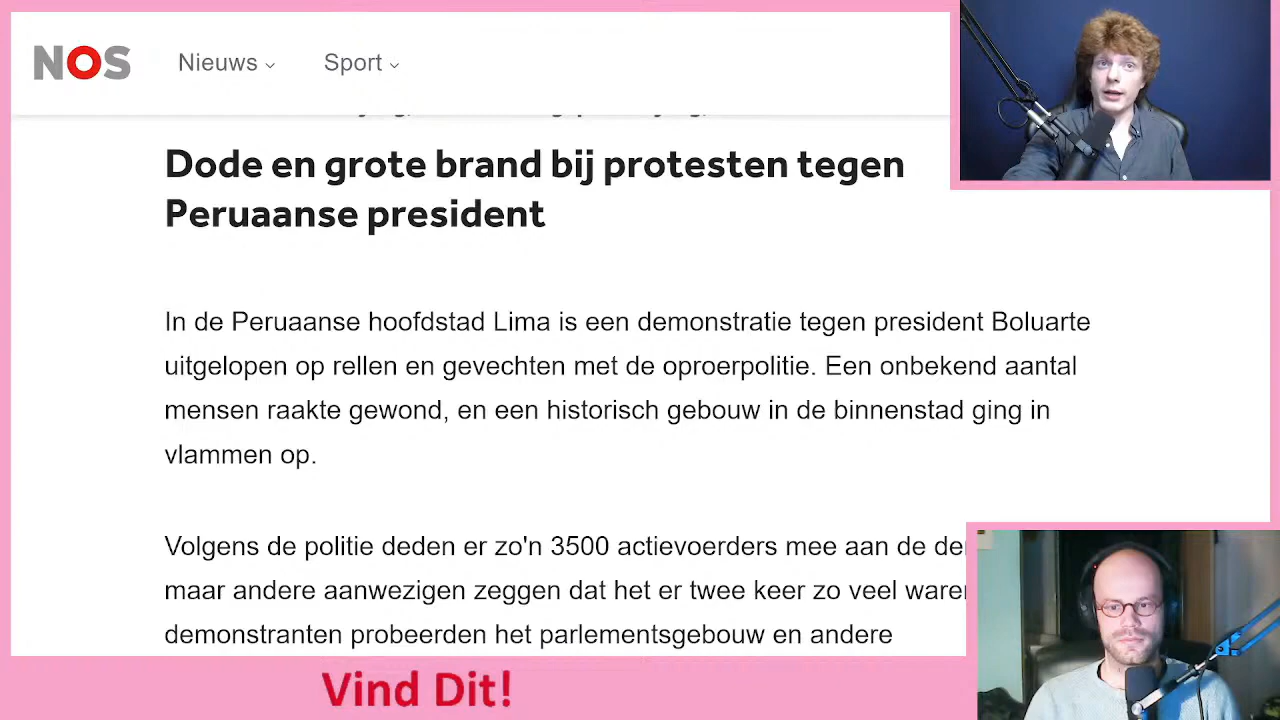 NOS Nieuws Sport
Dode en grote brand bij protesten tegen
Peruaanse president
In de Peruaanse hoofdstad Lima is een demonstratie tegen president Boluarte
uitgelopen op rellen en gevechten met de oproerpolitie. Een onbekend aantal
mensen raakte gewond, en een historisch gebouw in de binnenstad ging in
vlammen op.
Volgens de politie deden er zo'n 3500 actievoerders mee aan de
maar andere aanwezigen zeggen dat het er twee keer zo veel
demonstranten probeerden het parlementsgebouw en andere
Vind Dit!